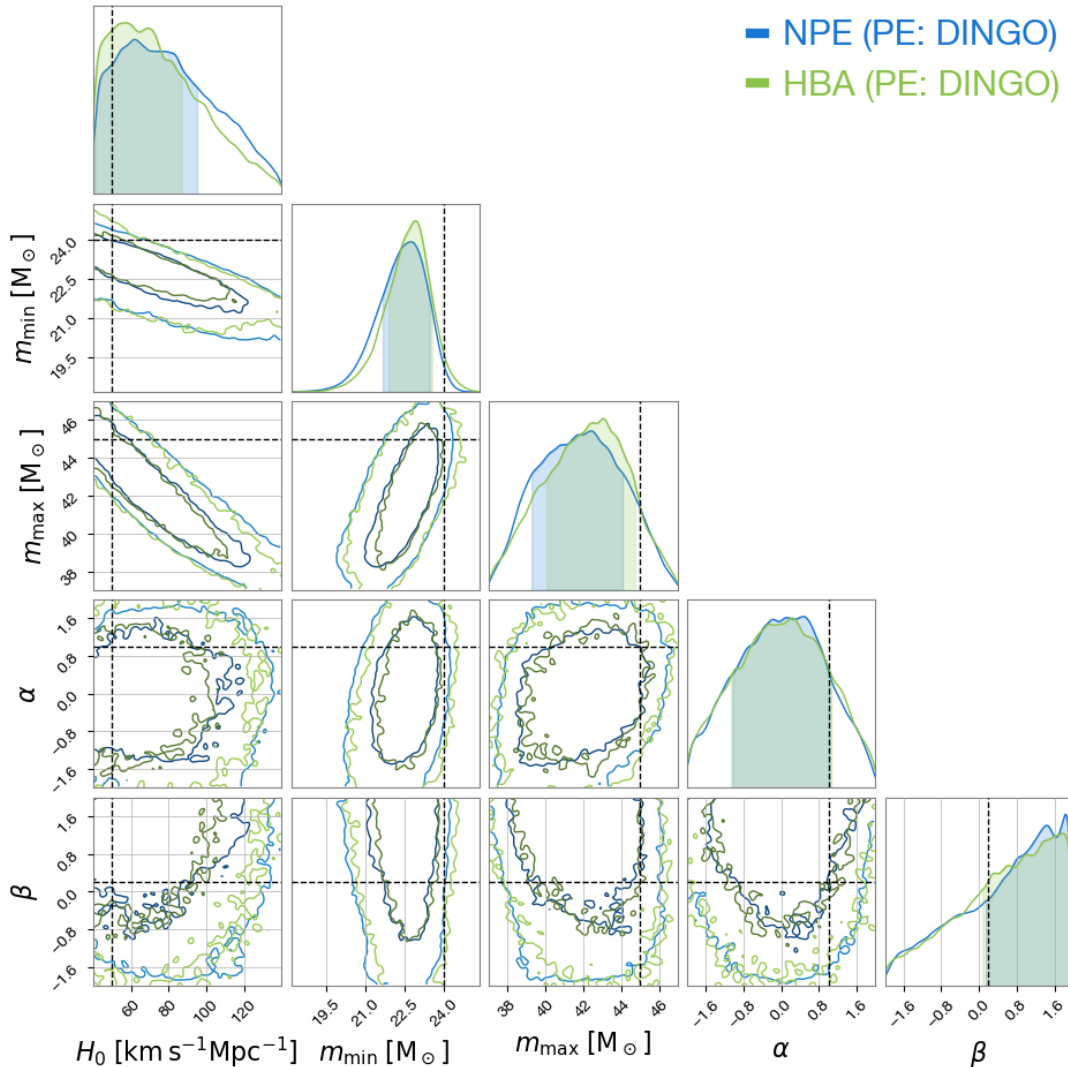 NPE (PE: DINGO)
HBA (PE: DINGO)
m_min [M_⊙]
24.0
22.5
21.0
19.5
m_max [M_⊙]
46
44
42
40
38
α
1.6
0.8
0.0
−0.8
−1.6
β
1.6
0.8
0.0
−0.8
−1.6
60 80 100 120
19.5 21.0 22.5 24.0
38 40 42 44 46
−1.6 −0.8 0.0 0.8 1.6
−1.6 −0.8 0.0 0.8 1.6
H_0 [km s^−1 Mpc^−1] m_min [M_⊙] m_max [M_⊙] α β